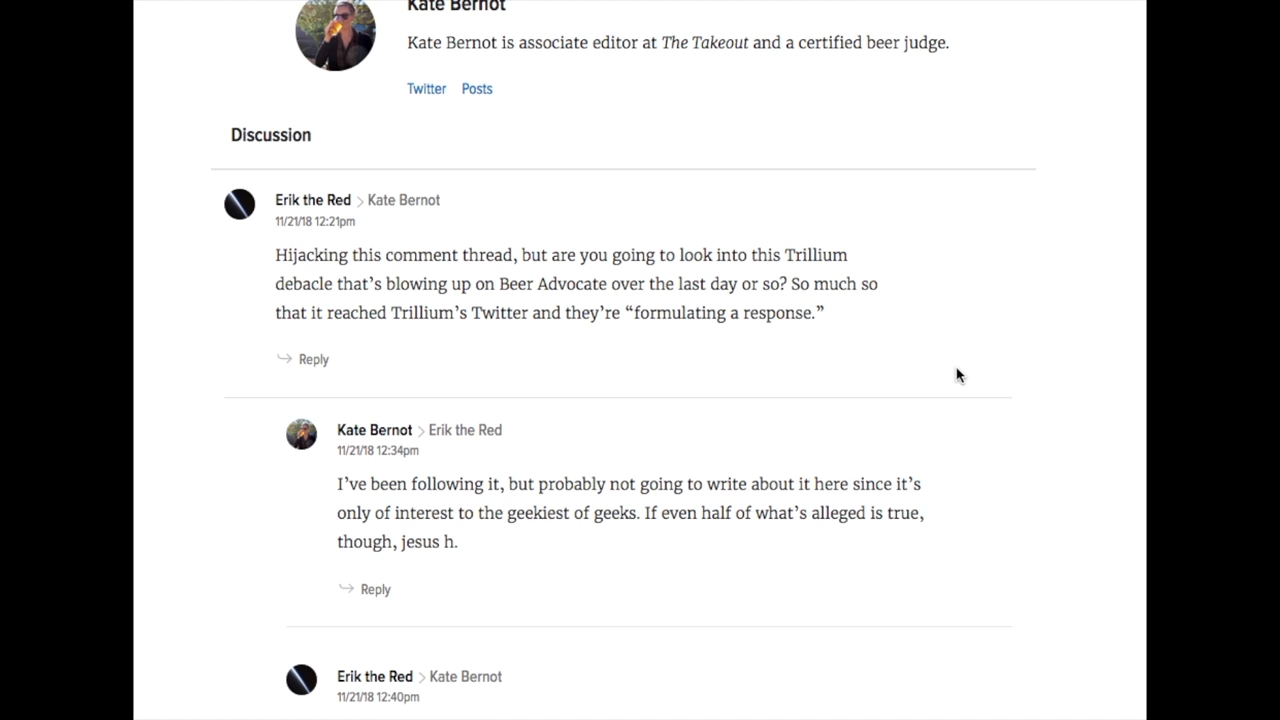 Kate Bernot
Kate Bernot is associate editor at The Takeout and a certified beer judge.
Twitter Posts
Discussion
Erik the Red > Kate Bernot
11/21/18 12:21pm
Hijacking this comment thread, but are you going to look into this Trillium
debacle that’s blowing up on Beer Advocate over the last day or so? So much so
that it reached Trillium’s Twitter and they’re “formulating a response.”
Reply
Kate Bernot > Erik the Red
11/21/18 12:34pm
I’ve been following it, but probably not going to write about it here since it’s
only of interest to the geekiest of geeks. If even half of what’s alleged is true,
though, jesus h.
Reply
Erik the Red > Kate Bernot
11/21/18 12:40pm